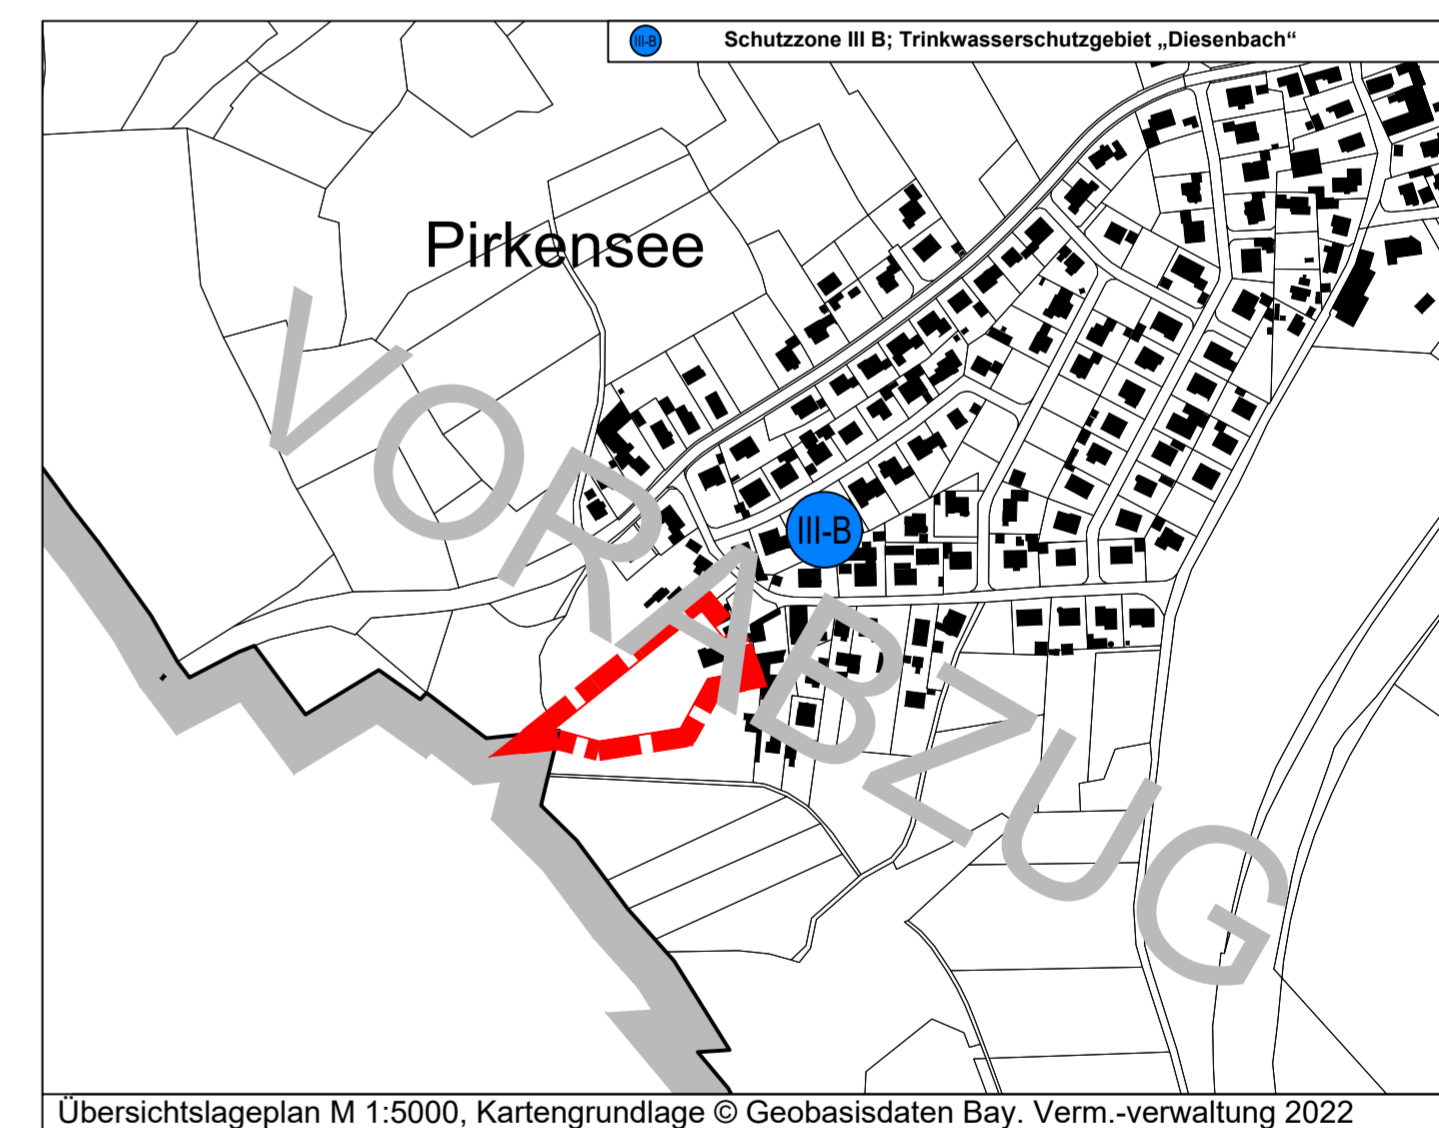 III-B Schutzzone III B; Trinkwasserschutzgebiet „Diesenbach“
Pirkensee
VORABZUG
III-B
Übersichtslageplan M 1:5000, Kartengrundlage © Geobasisdaten Bay. Verm.-verwaltung 2022